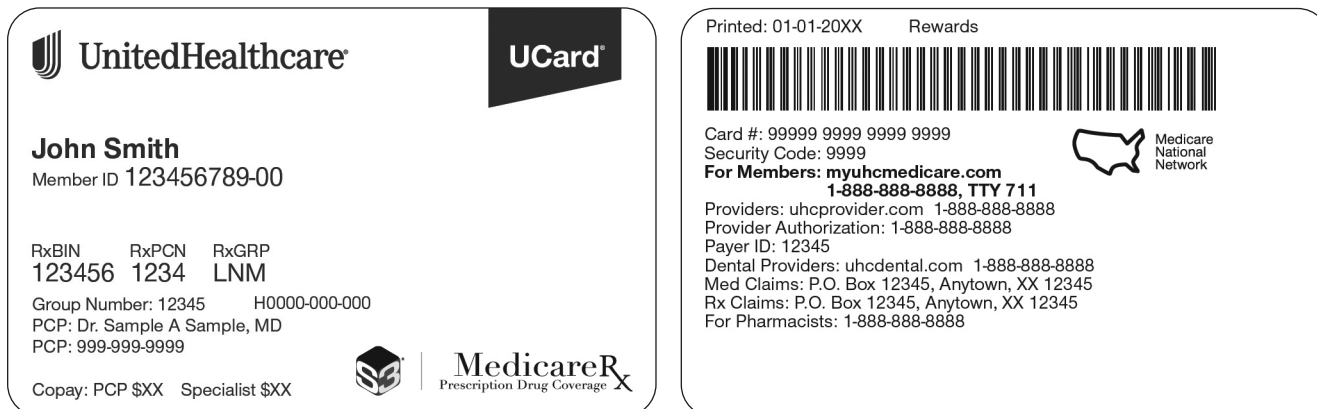 UnitedHealthcare®
UCard®
John Smith
Member ID 123456789-00
RxBIN RxPCN RxGRP
123456 1234 LNM
Group Number: 12345 H0000-000-000
PCP: Dr. Sample A Sample, MD
PCP: 999-999-9999
Copay: PCP $XX Specialist $XX
S3
MedicareRx
Prescription Drug Coverage
Printed: 01-01-20XX Rewards
Card #: 99999 9999 9999 9999
Security Code: 9999
For Members: myuhcmedicare.com
1-888-888-8888, TTY 711
Providers: uhcprovider.com 1-888-888-8888
Provider Authorization: 1-888-888-8888
Payer ID: 12345
Dental Providers: uhcdental.com 1-888-888-8888
Med Claims: P.O. Box 12345, Anytown, XX 12345
Rx Claims: P.O. Box 12345, Anytown, XX 12345
For Pharmacists: 1-888-888-8888
Medicare
National
Network